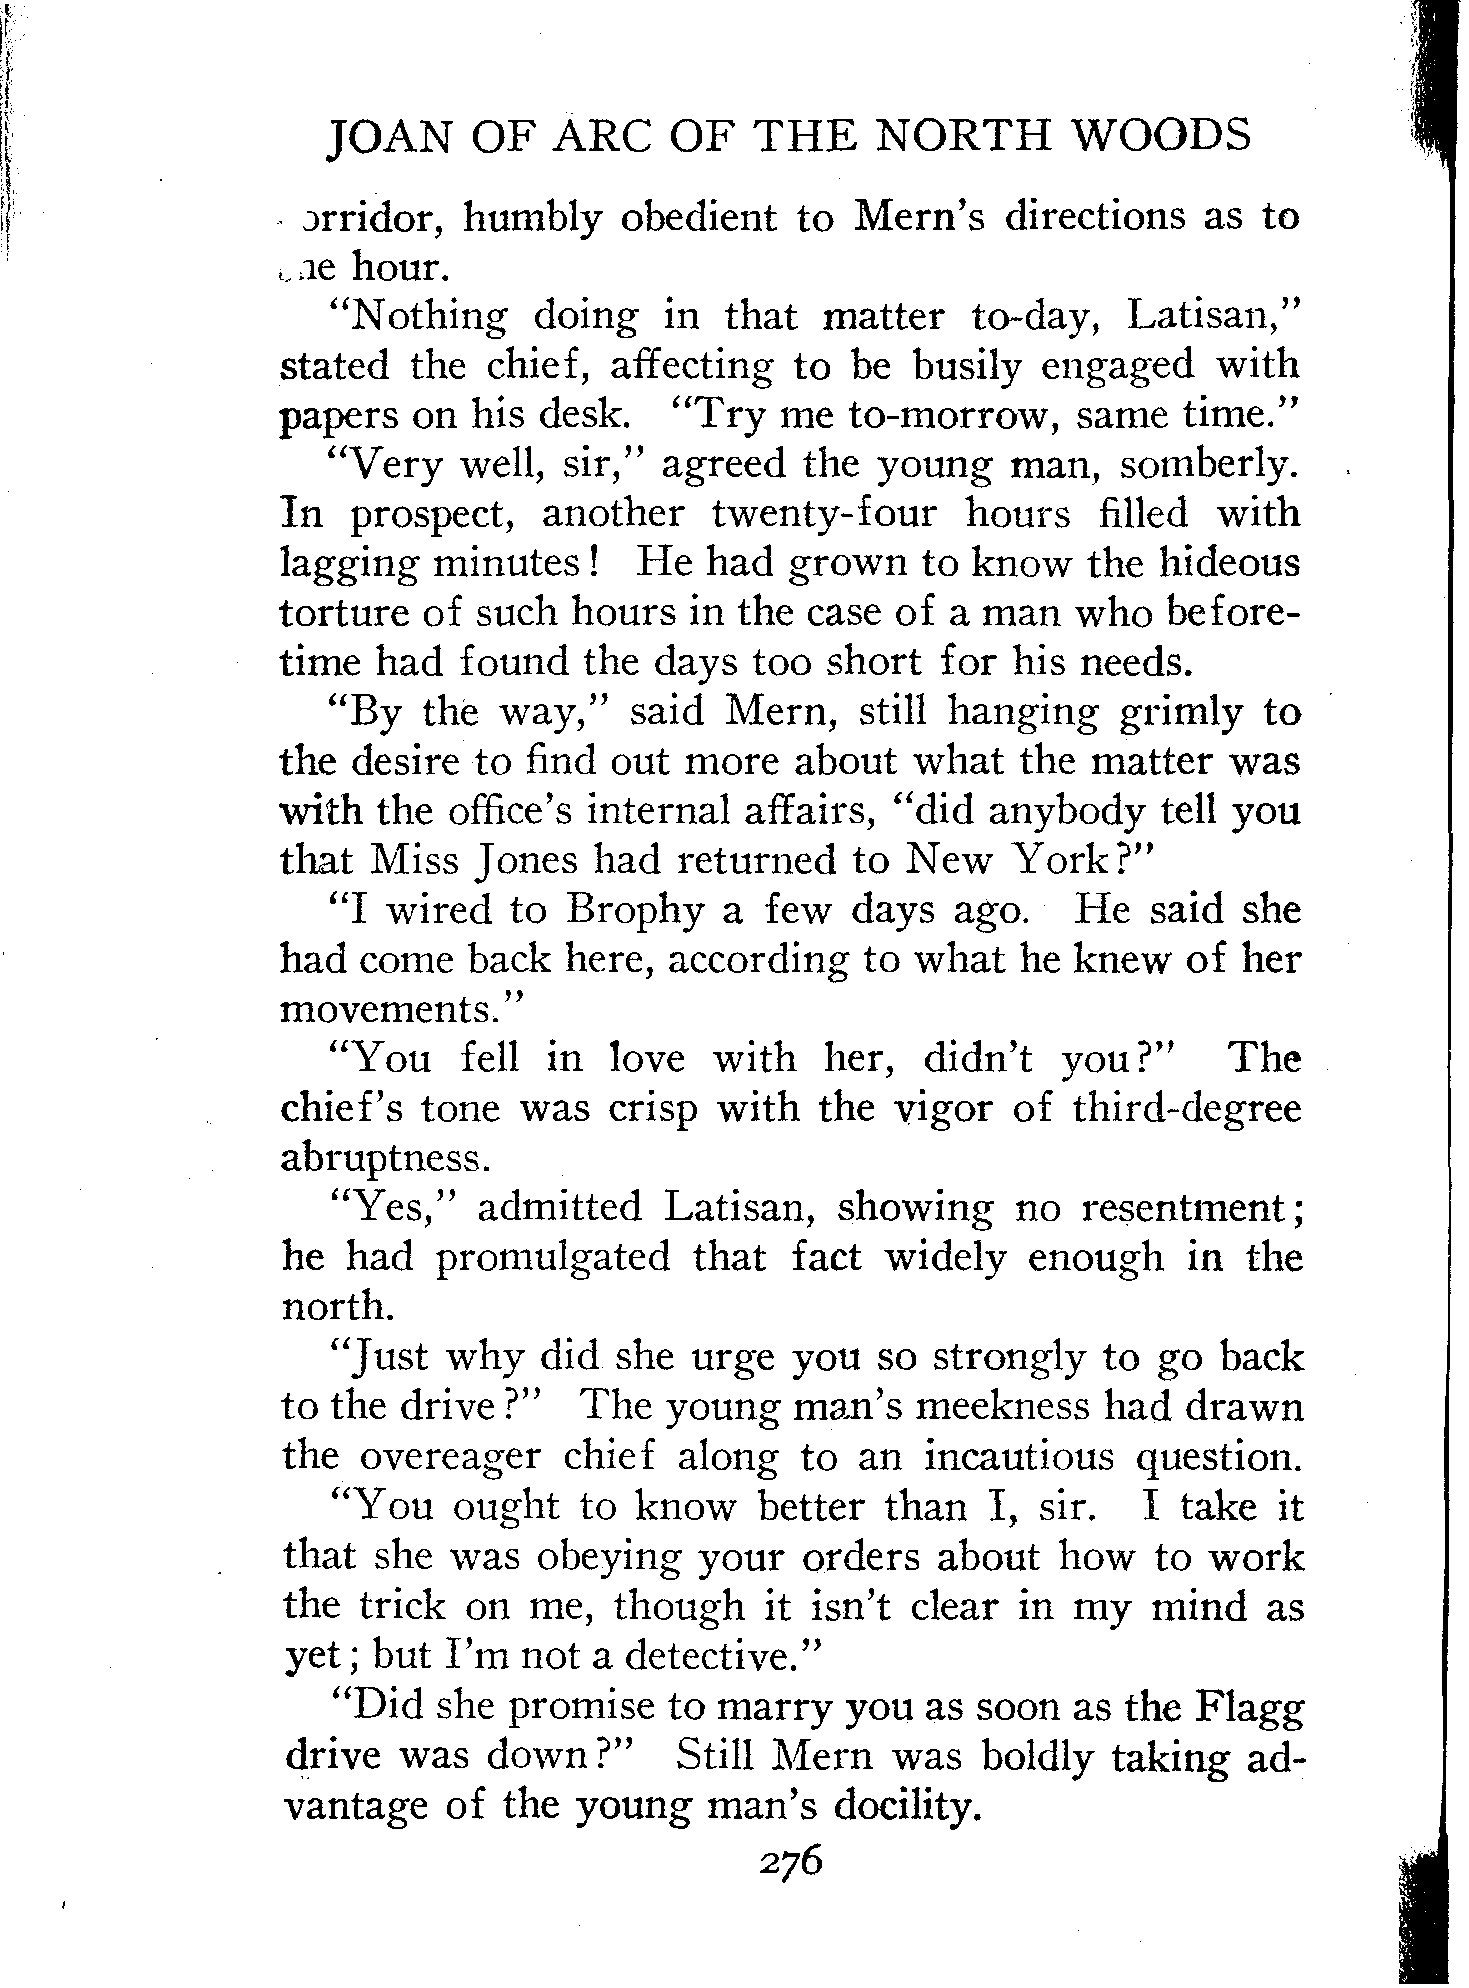 JOAN OF ARC OF THE NORTH WOODS
orridor, humbly obedient to Mern's directions as to
hour.
"Nothing doing in that matter to-day, Latisan,"
stated the chief, affecting to be busily engaged with
papers on his desk. "Try me to-morrow, same time."
"Very well, sir," agreed the young man, somberly.
In prospect, another twenty-four hours filled with
lagging minutes! He had grown to know the hideous
torture of such hours in the case of a man who before-
time had found the days too short for his needs.
"By the way," said Mern, still hanging grimly to
the desire to find out more about what the matter was
with the office's internal affairs, "did anybody tell you
that Miss Jones had returned to New York?"
"I wired to Brophy a few days ago. He said she
had come back here, according to what he knew of her
movements."
"You fell in love with her, didn't you?" The
chief's tone was crisp with the vigor of third-degree
abruptness.
"Yes," admitted Latisan, showing no resentment;
he had promulgated that fact widely enough in the
north.
"Just why did she urge you so strongly to go back
to the drive?" The young man's meekness had drawn
the overeager chief along to an incautious question.
"You ought to know better than I, sir. I take it
that she was obeying your orders about how to work
the trick on me, though it isn't clear in my mind as
yet; but I'm not a detective."
"Did she promise to marry you as soon as the Flagg
drive was down?" Still Mern was boldly taking ad-
vantage of the young man's docility.
276